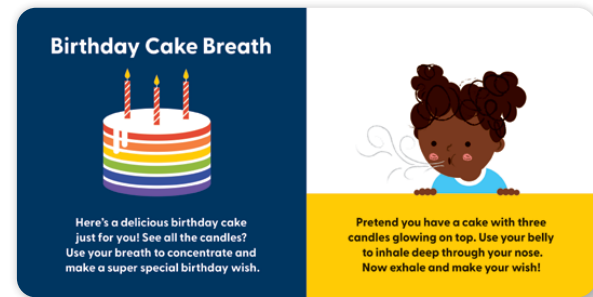 Birthday Cake Breath
Here's a delicious birthday cake
just for you! See all the candles?
Use your breath to concentrate and
make a super special birthday wish.
Pretend you have a cake with three
candles glowing on top. Use your belly
to inhale deep through your nose.
Now exhale and make your wish!